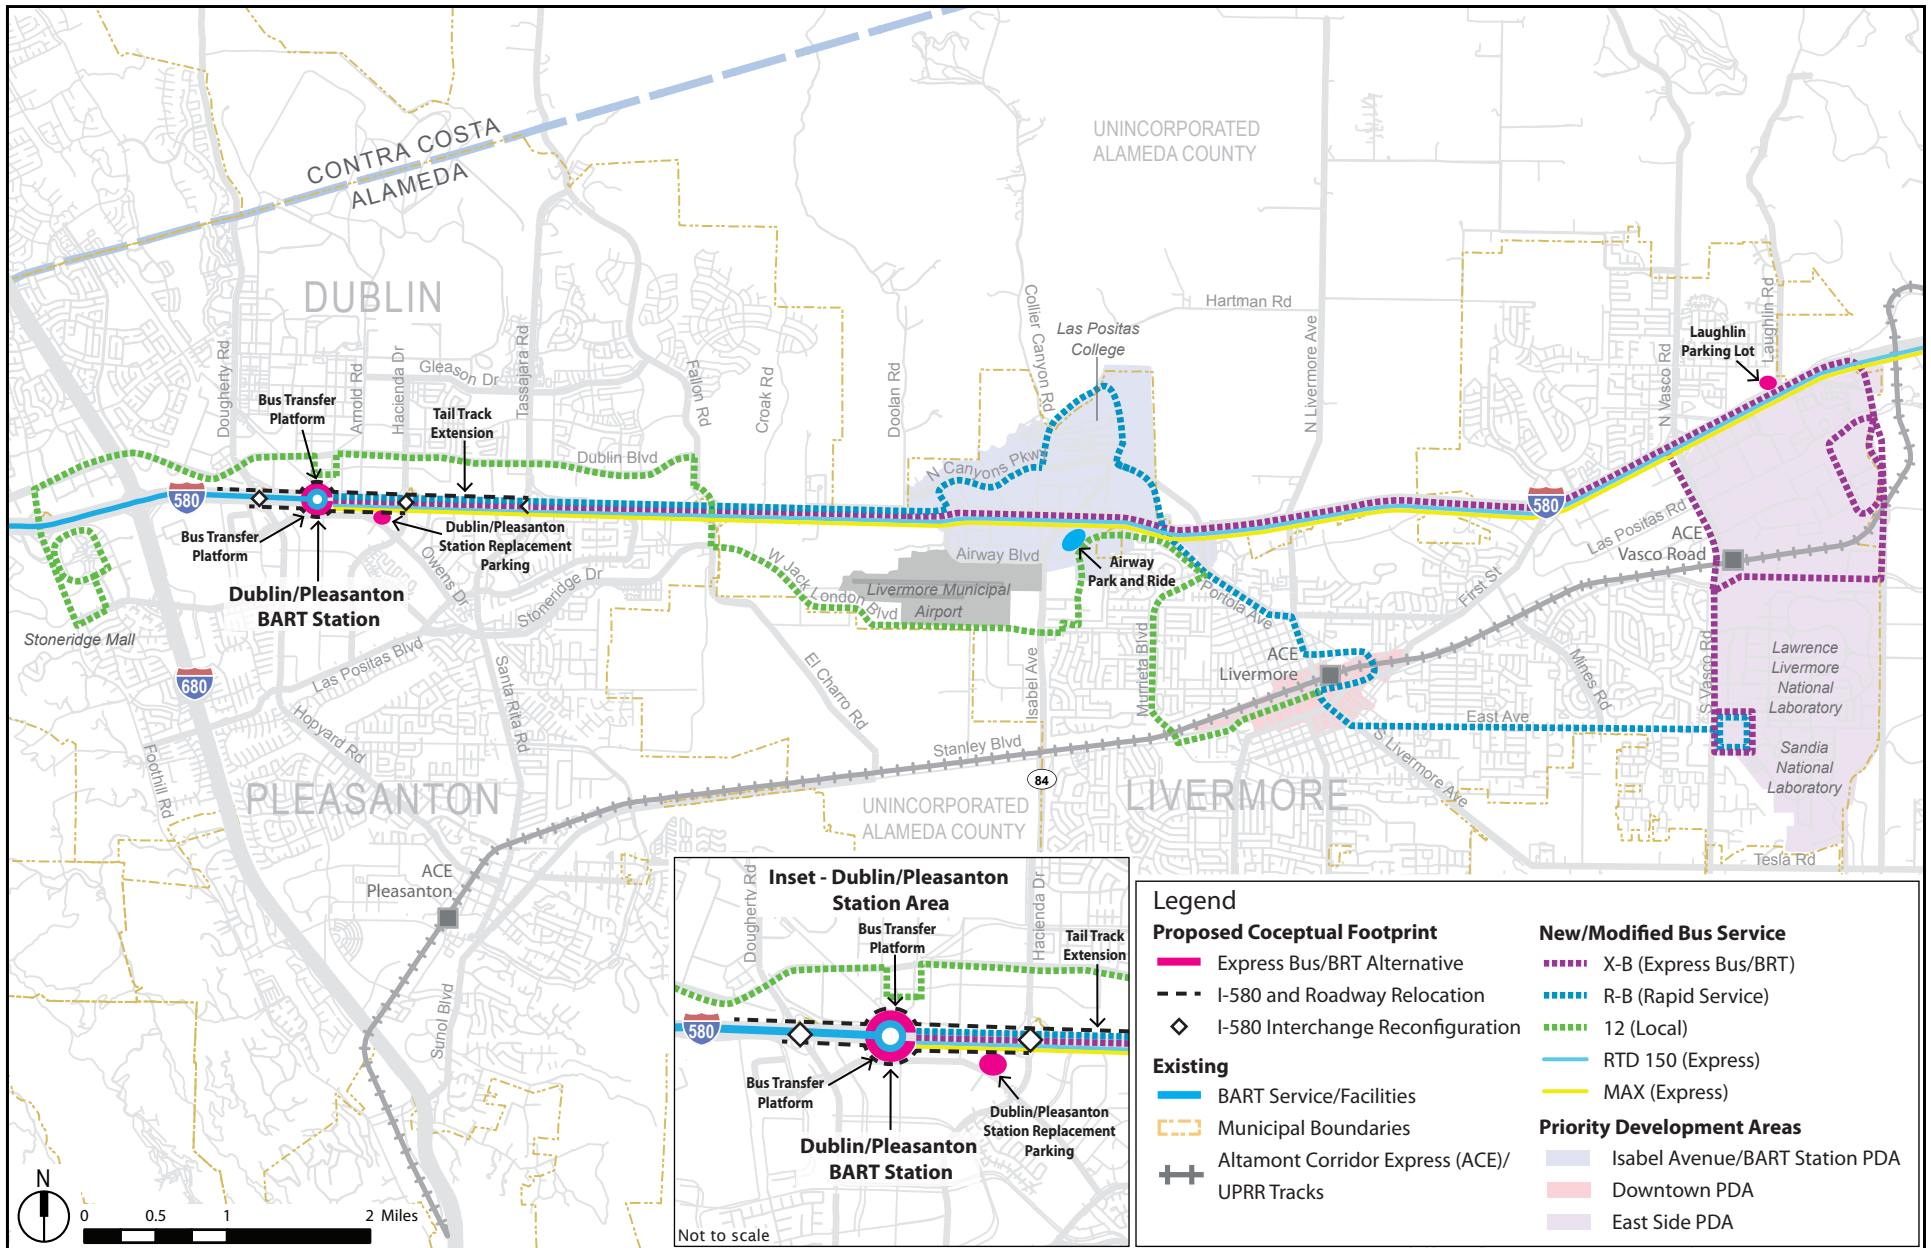 CONTRA COSTA
ALAMEDA
UNINCORPORATED
ALAMEDA COUNTY
DUBLIN
Dougherty Rd
Arnold Rd
Hacienda Dr
Gleason Dr
Tassajara Rd
Fallon Rd
Croak Rd
Doolan Rd
Collier Canyon Rd
Las Positas
College
Hartman Rd
N Livermore Ave
N Vasco Rd
Laughlin Rd
Laughlin
Parking Lot
Bus Transfer
Platform
Tail Track
Extension
Dublin Blvd
N Canyons Pkwy
580
580
Bus Transfer
Platform
Dublin/Pleasanton
Station Replacement
Parking
Dublin/Pleasanton
BART Station
Owens Dr
Stoneridge Dr
W Jack London Blvd
Airway Blvd
Livermore Municipal
Airport
Airway
Park and Ride
Portola Ave
Las Positas Rd
ACE
Vasco Road
First St
Stoneridge Mall
680
Las Positas Blvd
Hopyard Rd
Santa Rita Rd
El Charro Rd
Isabel Ave
Murrieta Blvd
ACE
Livermore
Mines Rd
S Vasco Rd
Lawrence
Livermore
National
Laboratory
East Ave
Sandia
National
Laboratory
Foothill Rd
PLEASANTON
Stanley Blvd
84
S Livermore Ave
UNINCORPORATED
ALAMEDA COUNTY
LIVERMORE
Tesla Rd
ACE
Pleasanton
Sunol Blvd
N
0 0.5 1 2 Miles
Inset - Dublin/Pleasanton
Station Area
Dougherty Rd
Hacienda Dr
Bus Transfer
Platform
Tail Track
Extension
580
Bus Transfer
Platform
Dublin/Pleasanton
Station Replacement
Parking
Dublin/Pleasanton
BART Station
Not to scale
Legend
Proposed Coceptual Footprint
Express Bus/BRT Alternative
I-580 and Roadway Relocation
I-580 Interchange Reconfiguration
Existing
BART Service/Facilities
Municipal Boundaries
Altamont Corridor Express (ACE)/
UPRR Tracks
New/Modified Bus Service
X-B (Express Bus/BRT)
R-B (Rapid Service)
12 (Local)
RTD 150 (Express)
MAX (Express)
Priority Development Areas
Isabel Avenue/BART Station PDA
Downtown PDA
East Side PDA